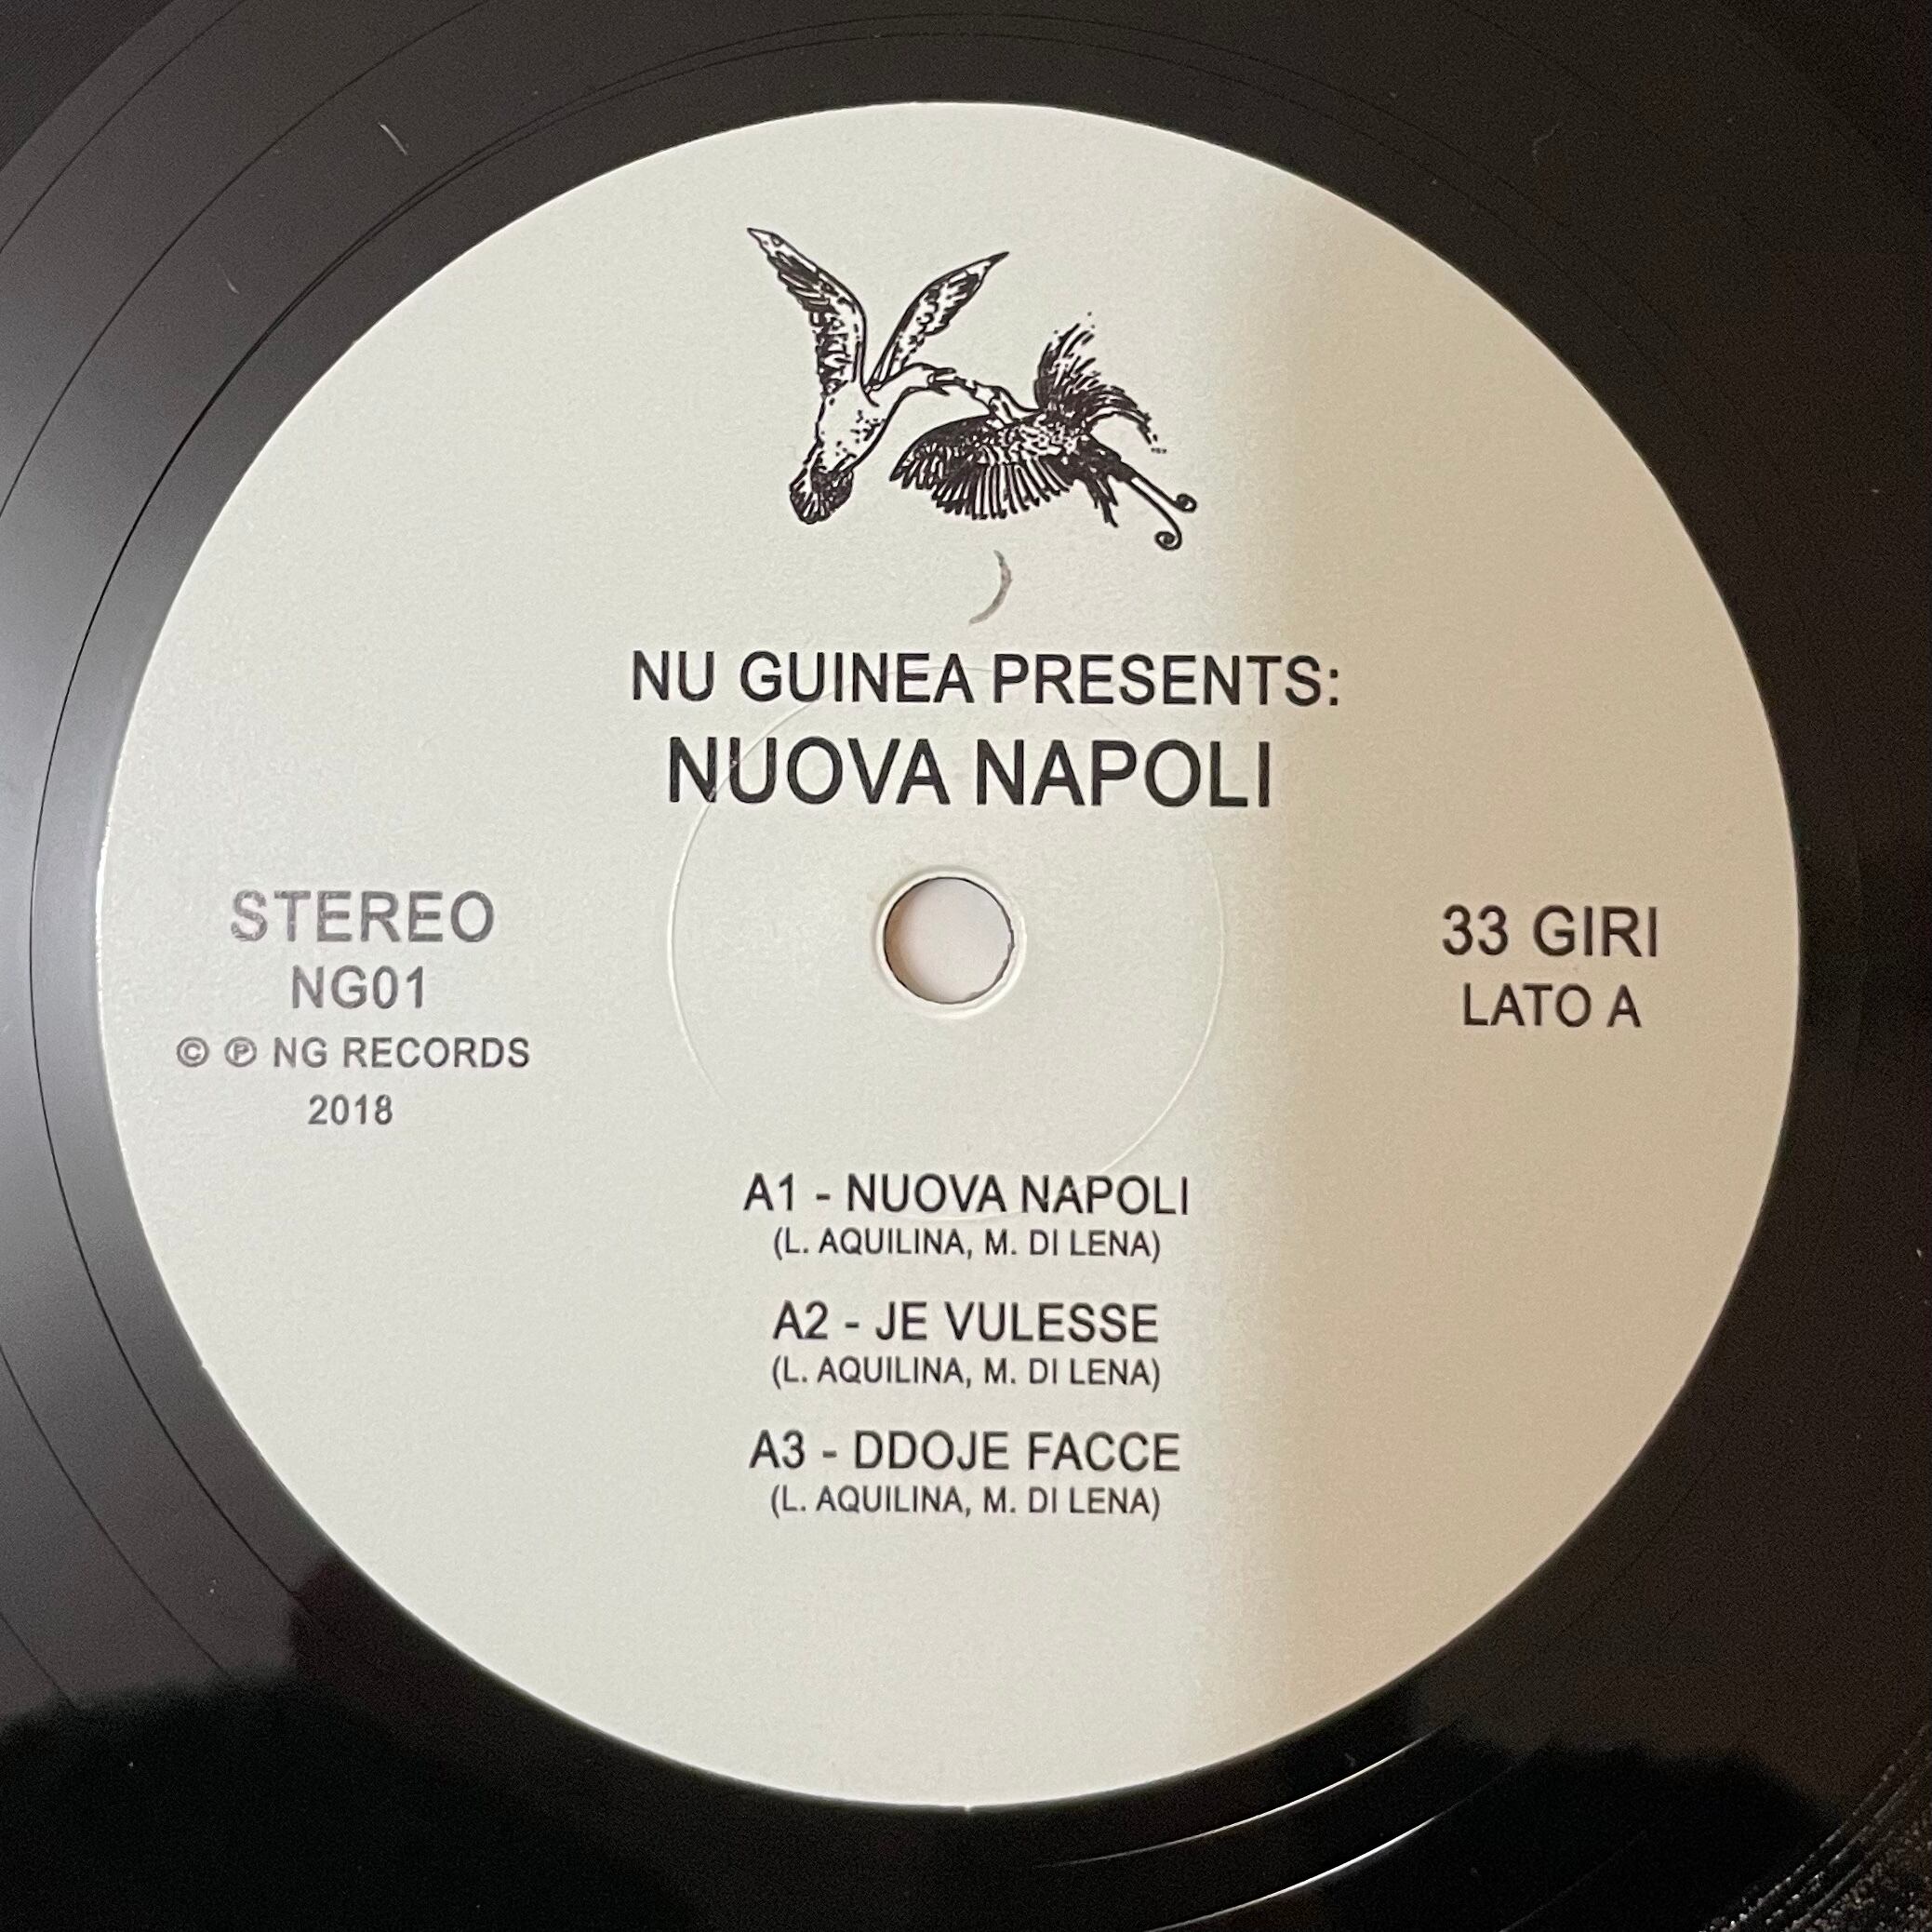 NU GUINEA PRESENTS:
NUOVA NAPOLI
STEREO
NG01
© ℗ NG RECORDS
2018
33 GIRI
LATO A
A1 - NUOVA NAPOLI
(L. AQUILINA, M. DI LENA)
A2 - JE VULESSE
(L. AQUILINA, M. DI LENA)
A3 - DDOJE FACCE
(L. AQUILINA, M. DI LENA)